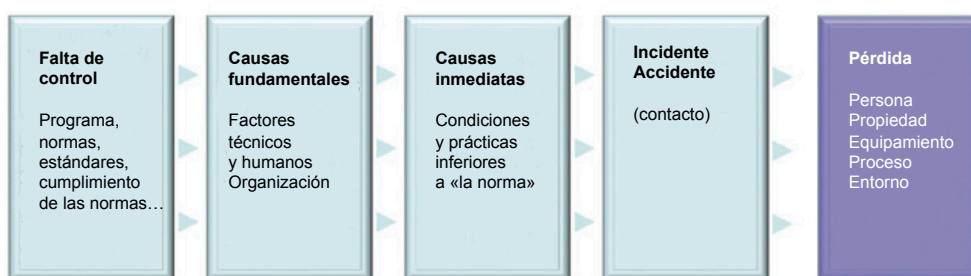 Falta de
control
Programa,
normas,
estándares,
cumplimiento
de las normas…
Causas
fundamentales
Factores
técnicos
y humanos
Organización
Causas
inmediatas
Condiciones
y prácticas
inferiores
a «la norma»
Incidente
Accidente
(contacto)
Pérdida
Persona
Propiedad
Equipamiento
Proceso
Entorno